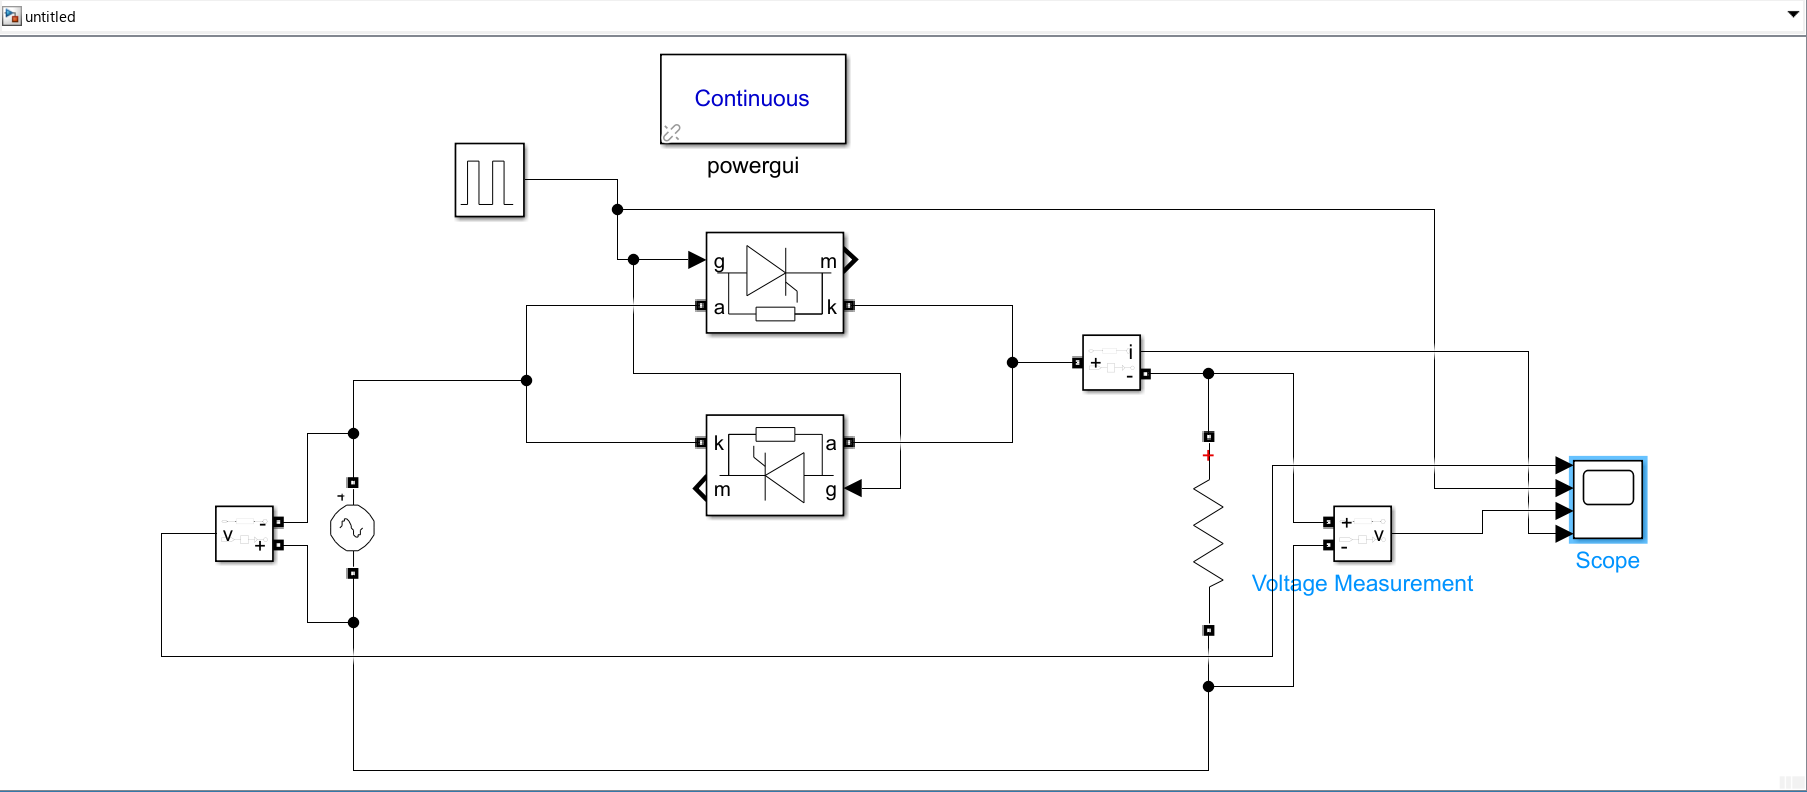 untitled
Continuous
powergui
g m
a k
i
+
-
k a
m g
+
+
v -
+
+ v
-
Scope
Voltage Measurement